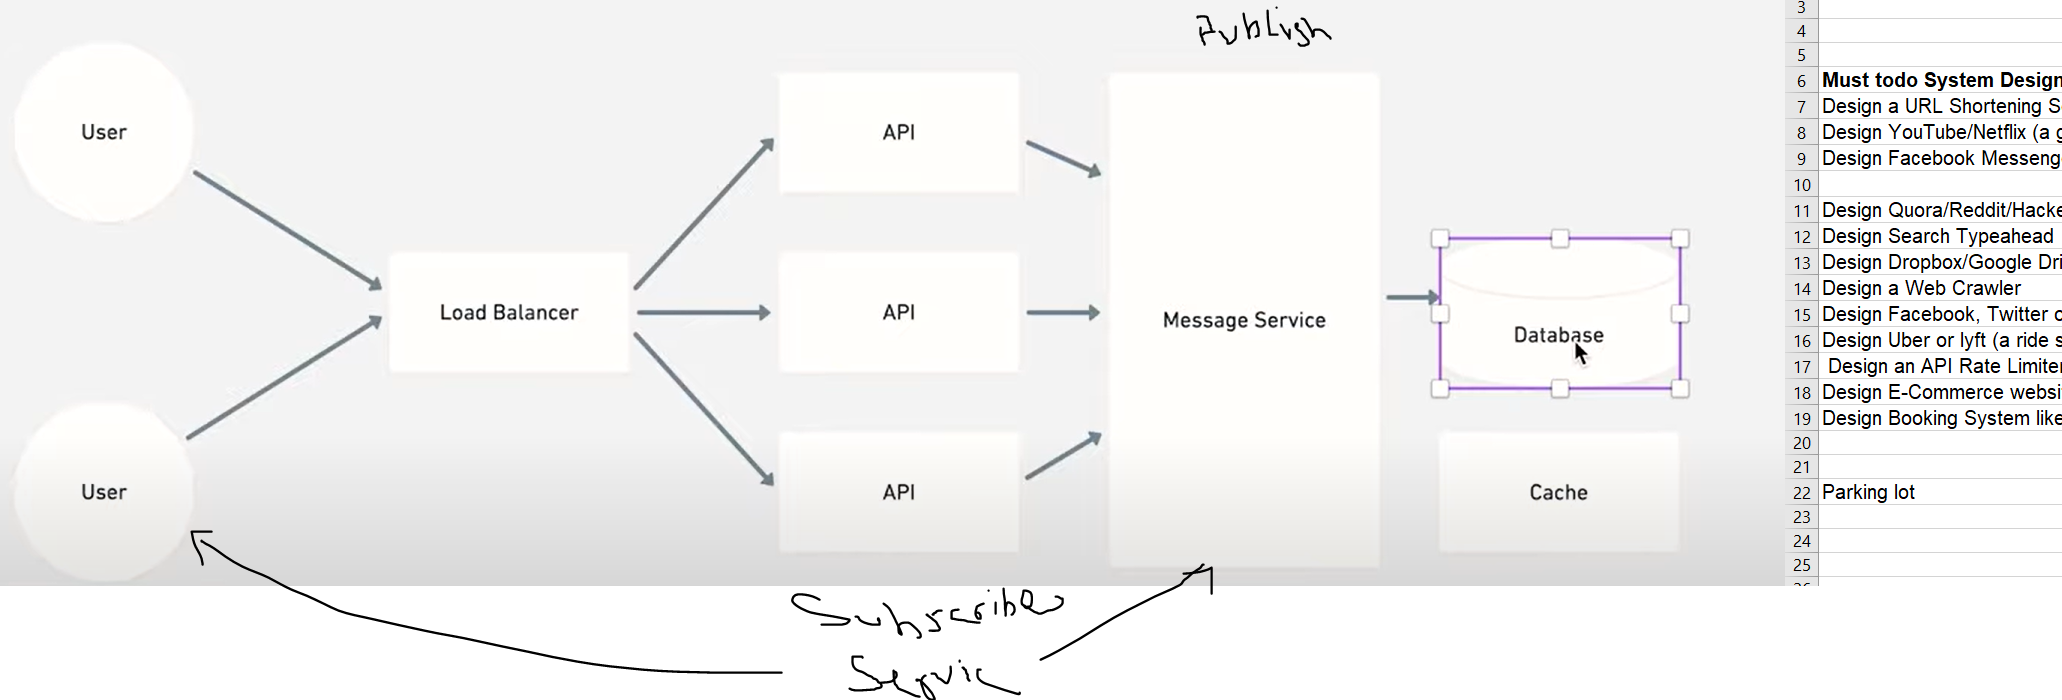 Publish
User
API
Load Balancer
API
Message Service
Database
User
API
Cache
Subscriber
Servic
3
4
5
6 Must todo System Design
7 Design a URL Shortening S
8 Design YouTube/Netflix (a g
9 Design Facebook Messeng
10
11 Design Quora/Reddit/Hacke
12 Design Search Typeahead
13 Design Dropbox/Google Dri
14 Design a Web Crawler
15 Design Facebook, Twitter o
16 Design Uber or lyft (a ride s
17 Design an API Rate Limiter
18 Design E-Commerce websi
19 Design Booking System like
20
21
22 Parking lot
23
24
25